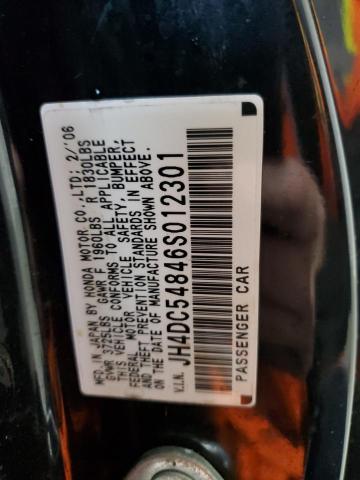 MFD. IN JAPAN BY HONDA MOTOR CO.,LTD; 2/'06
GVWR 3725LBS GAWR F 1960LBS R 1830LBS
THIS VEHICLE CONFORMS TO ALL APPLICABLE
FEDERAL MOTOR VEHICLE SAFETY, BUMPER,
AND THEFT PREVENTION STANDARDS IN EFFECT
ON THE DATE OF MANUFACTURE SHOWN ABOVE.
V.I.N. JH4DC54846S012301
PASSENGER CAR